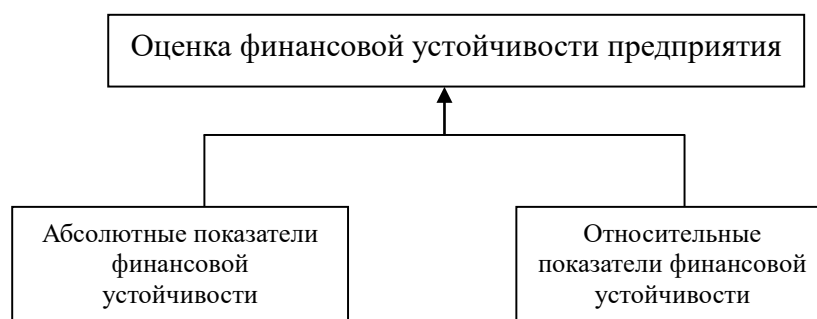 Оценка финансовой устойчивости предприятия
Абсолютные показатели
финансовой
устойчивости
Относительные
показатели финансовой
устойчивости